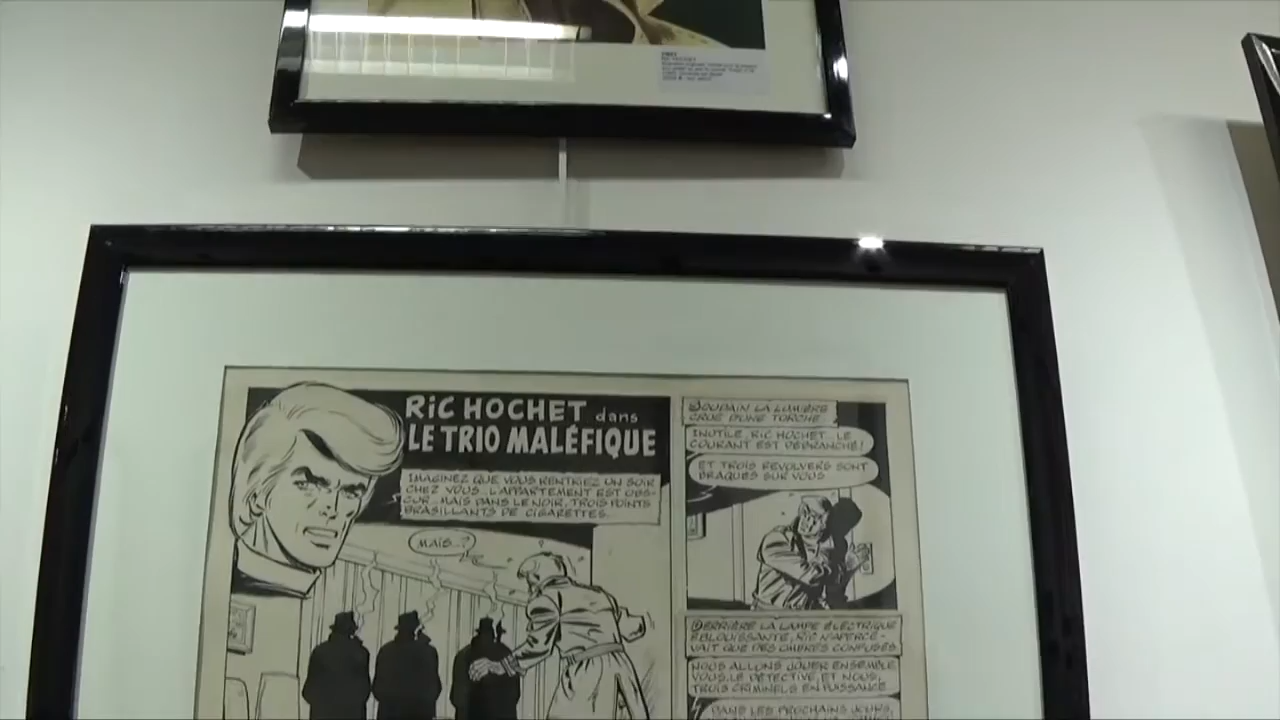 RIC HOCHET dans
LE TRIO MALÉFIQUE
IMAGINEZ QUE VOUS RENTRIEZ UN SOIR
CHEZ VOUS... L'APPARTEMENT EST OBS-
CUR... MAIS DANS LE NOIR, TROIS POINTS
BRASILLANTS DE CIGARETTES.
MAIS..?
SOUDAIN LA LUMIÈRE
CRUE D'UNE TORCHE
INUTILE, RIC HOCHET. LE
COURANT EST DÉBRANCHÉ!
ET TROIS REVOLVERS SONT
BRAQUÉS SUR VOUS
DERRIÈRE LA LAMPE ÉLECTRIQUE
ÉBLOUISSANTE, RIC N'APERCE-
VAIT QUE DES OMBRES CONFUSES
NOUS ALLONS JOUER ENSEMBLE
VOUS, LE DÉTECTIVE, ET NOUS,
TROIS CRIMINELS EN PUISSANCE
DANS LES PROCHAINS JOURS,